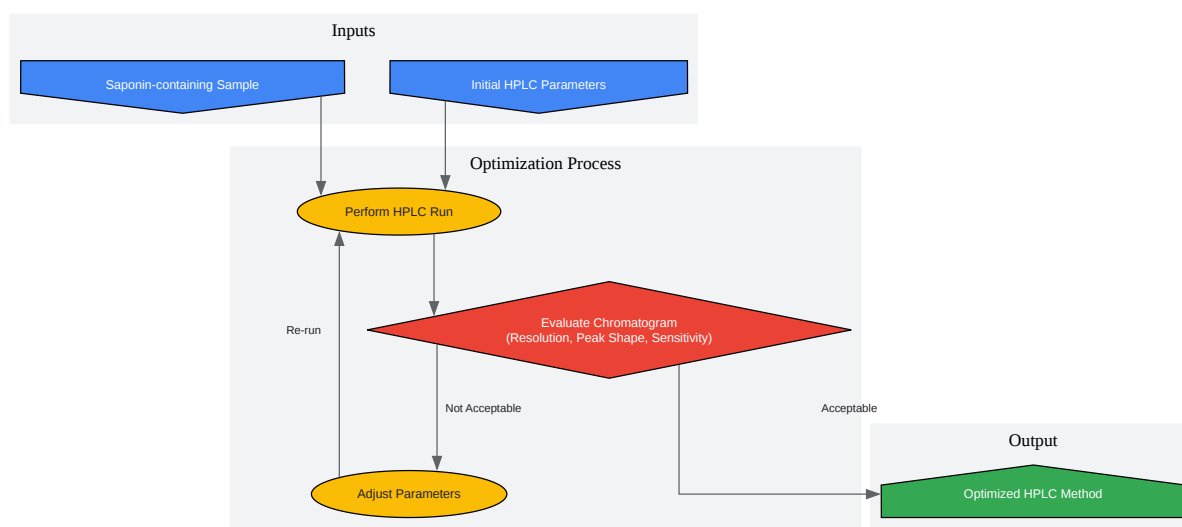 Inputs
Saponin-containing Sample
Initial HPLC Parameters
Optimization Process
Perform HPLC Run
Re-run
Evaluate Chromatogram
(Resolution, Peak Shape, Sensitivity)
Not Acceptable
Acceptable
Adjust Parameters
Output
Optimized HPLC Method